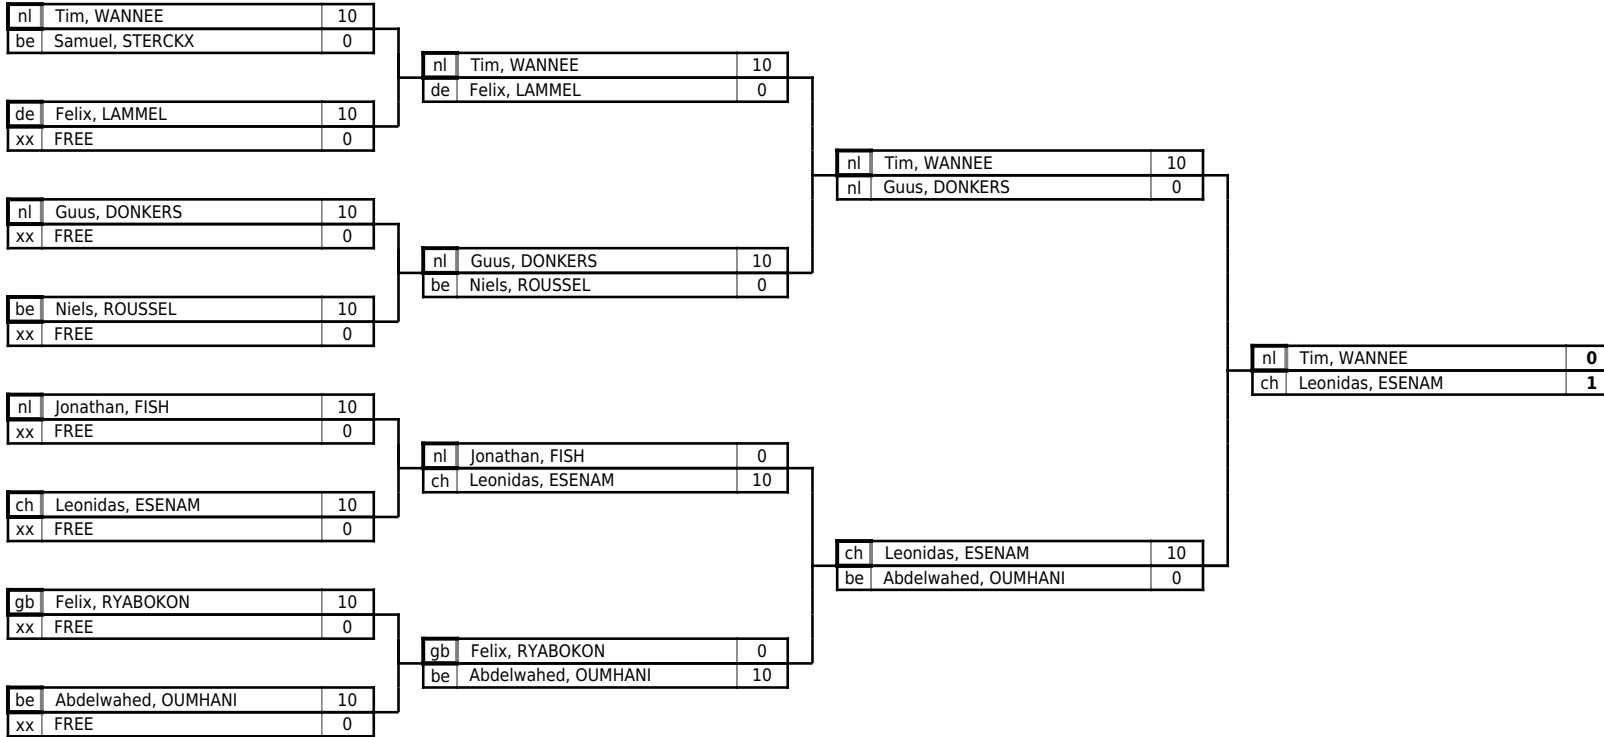 nl Tim, WANNEE 10
be Samuel, STERCKX 0
de Felix, LAMMEL 10
xx FREE 0
nl Guus, DONKERS 10
xx FREE 0
be Niels, ROUSSEL 10
xx FREE 0
nl Jonathan, FISH 10
xx FREE 0
ch Leonidas, ESENAM 10
xx FREE 0
gb Felix, RYABOKON 10
xx FREE 0
be Abdelwahed, OUMHANI 10
xx FREE 0
nl Tim, WANNEE 10
de Felix, LAMMEL 0
nl Guus, DONKERS 10
be Niels, ROUSSEL 0
nl Jonathan, FISH 0
ch Leonidas, ESENAM 10
gb Felix, RYABOKON 0
be Abdelwahed, OUMHANI 10
nl Tim, WANNEE 10
nl Guus, DONKERS 0
ch Leonidas, ESENAM 10
be Abdelwahed, OUMHANI 0
nl Tim, WANNEE 0
ch Leonidas, ESENAM 1